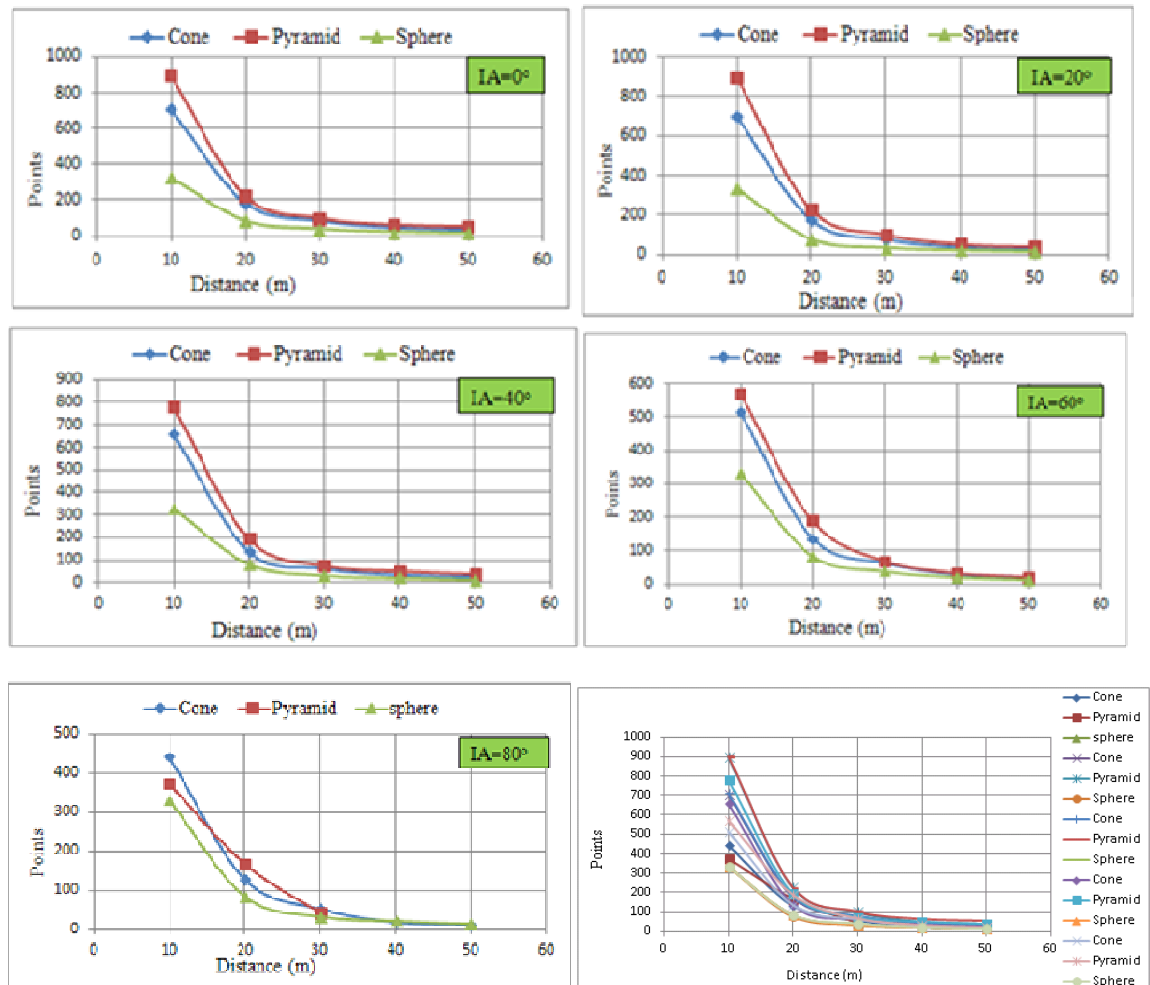 Cone Pyramid Sphere
IA=0°
1000
800
600
400
200
0
Points
0 10 20 30 40 50 60
Distance (m)
Cone Pyramid Sphere
IA=20°
1000
800
600
400
200
0
Points
0 10 20 30 40 50 60
Distance (m)
Cone Pyramid Sphere
IA=40°
900
800
700
600
500
400
300
200
100
0
Points
0 10 20 30 40 50 60
Distance (m)
Cone Pyramid Sphere
IA=60°
600
500
400
300
200
100
0
Points
0 10 20 30 40 50 60
Distance (m)
Cone Pyramid sphere
IA=80°
500
400
300
200
100
0
Points
0 10 20 30 40 50 60
Distance (m)
1000
900
800
700
600
500
400
300
200
100
0
Points
0 10 20 30 40 50 60
Distance (m)
Cone
Pyramid
sphere
Cone
Pyramid
Sphere
Cone
Pyramid
Sphere
Cone
Pyramid
Sphere
Cone
Pyramid
Sphere